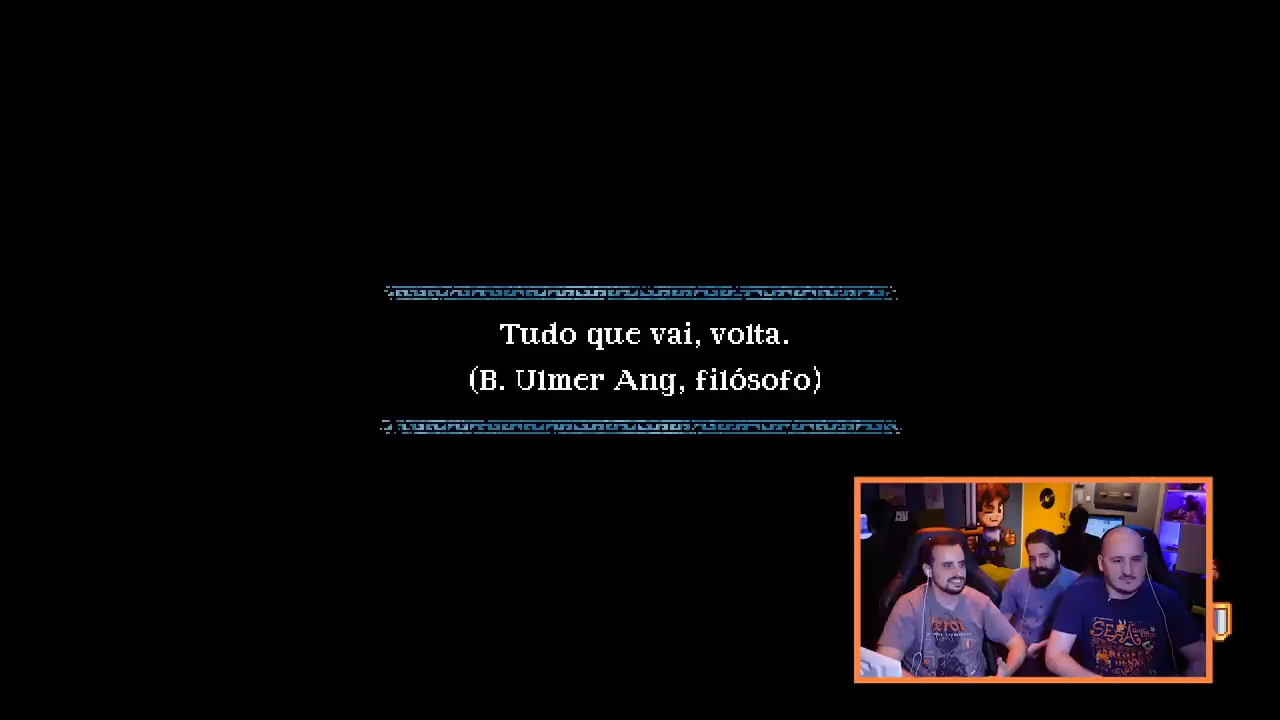 Tudo que vai, volta.
(B. Ulmer Ang, filósofo)